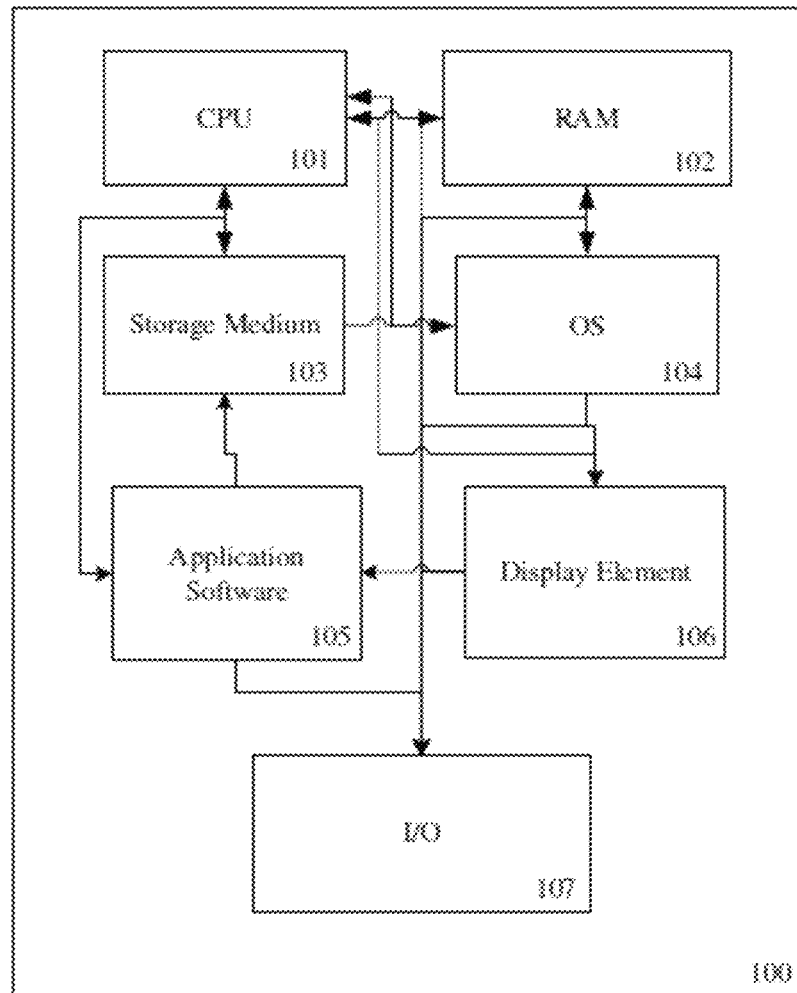 CPU
101
RAM
102
Storage Medium
103
OS
104
Application
Software
105
Display Element
106
I/O
107
100